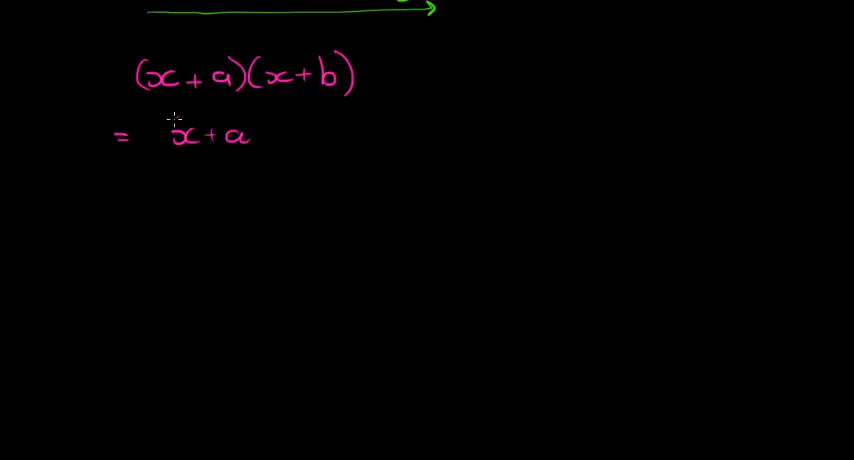 (x + a)(x + b)
= x + a